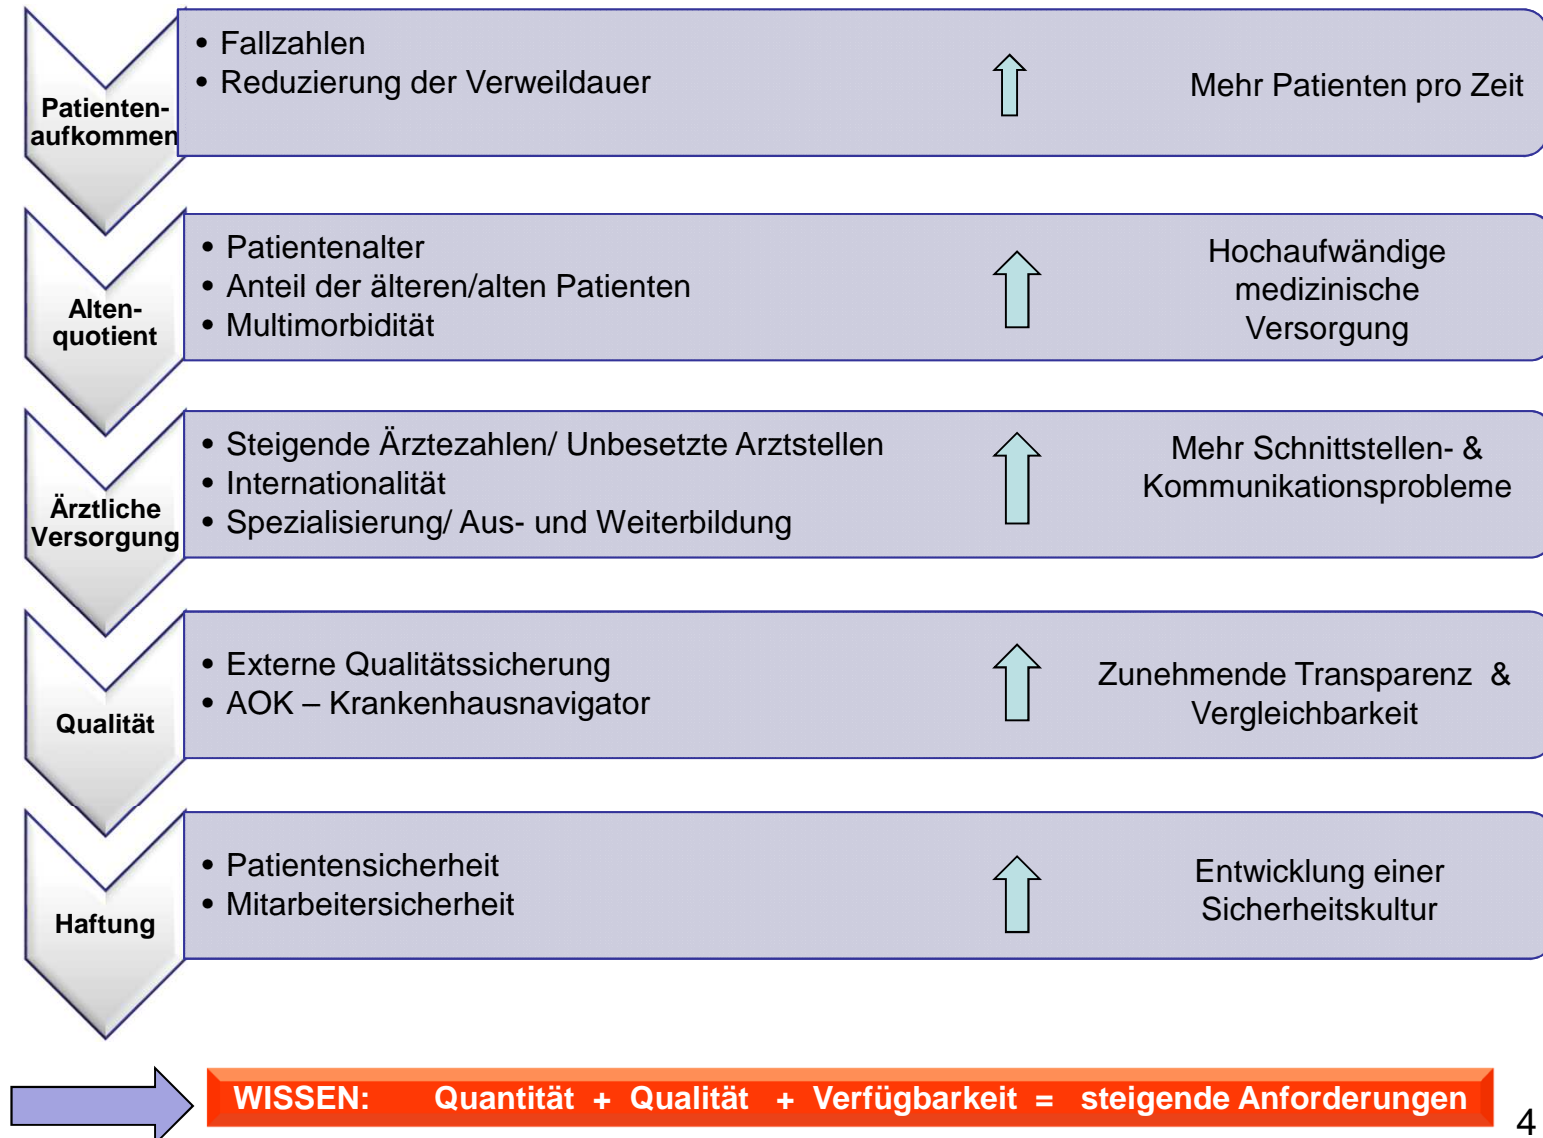 Patienten-
aufkommen
• Fallzahlen
• Reduzierung der Verweildauer
Mehr Patienten pro Zeit
Alten-
quotient
• Patientenalter
• Anteil der älteren/alten Patienten
• Multimorbidität
Hochaufwändige
medizinische
Versorgung
Ärztliche
Versorgung
• Steigende Ärztezahlen/ Unbesetzte Arztstellen
• Internationalität
• Spezialisierung/ Aus- und Weiterbildung
Mehr Schnittstellen- &
Kommunikationsprobleme
Qualität
• Externe Qualitätssicherung
• AOK – Krankenhausnavigator
Zunehmende Transparenz &
Vergleichbarkeit
Haftung
• Patientensicherheit
• Mitarbeitersicherheit
Entwicklung einer
Sicherheitskultur
WISSEN: Quantität + Qualität + Verfügbarkeit = steigende Anforderungen
4